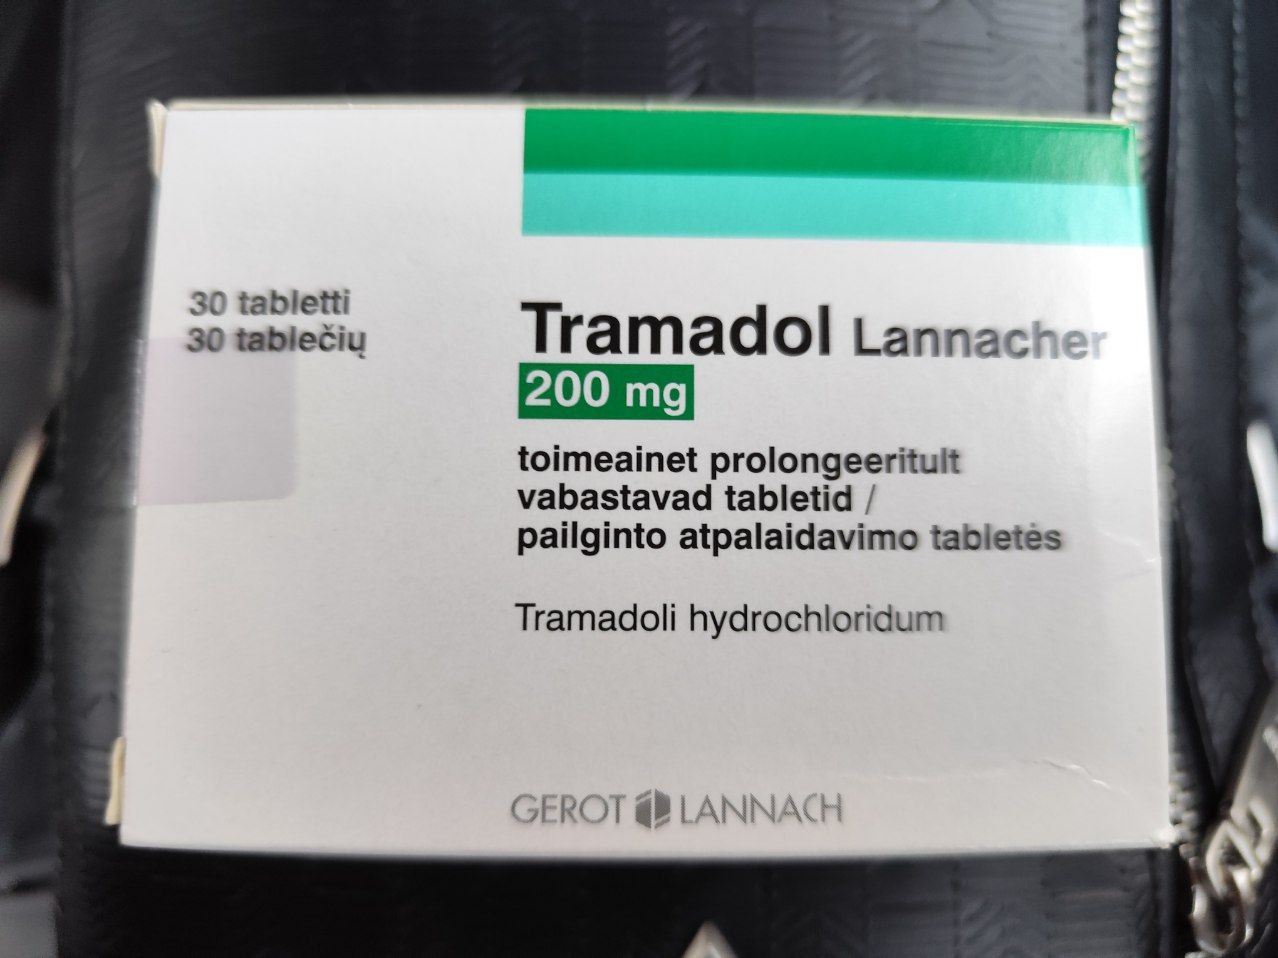 30 tabletti
30 tablečių
Tramadol Lannacher
200 mg
toimeainet prolongeeritult
vabastavad tabletid /
pailginto atpalaidavimo tabletės
Tramadoli hydrochloridum
GEROT LANNACH